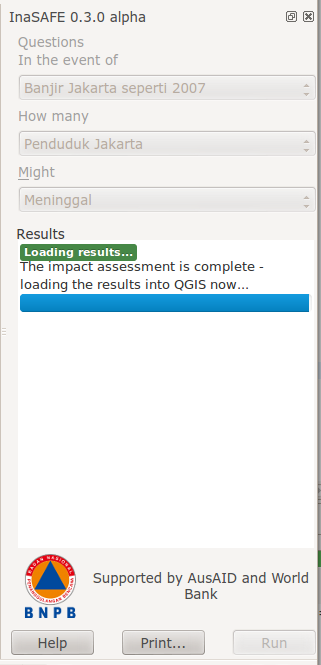 InaSAFE 0.3.0 alpha
Questions
In the event of
Banjir Jakarta seperti 2007
How many
Penduduk Jakarta
Might
Meninggal
Results
Loading results...
The impact assessment is complete -
loading the results into QGIS now...
BADAN NASIONAL
PENANGGULANGAN BENCANA
BNPB
Supported by AusAID and World
Bank
Help
Print...
Run